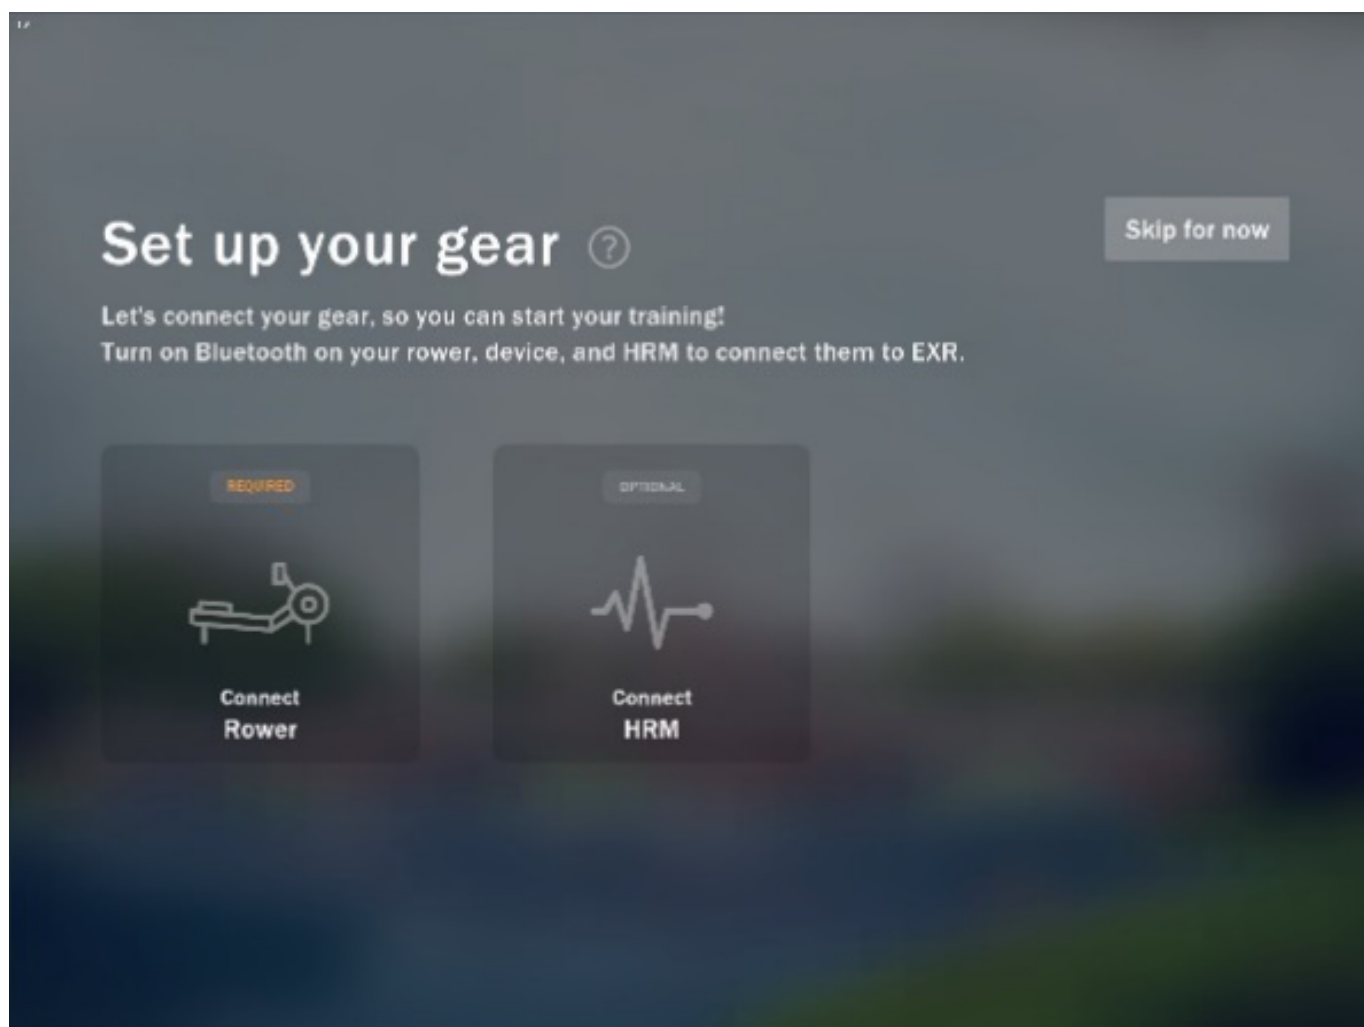 Set up your gear ?
Skip for now
Let's connect your gear, so you can start your training!
Turn on Bluetooth on your rower, device, and HRM to connect them to EXR.
REQUIRED
OPTIONAL
Connect
Rower
Connect
HRM